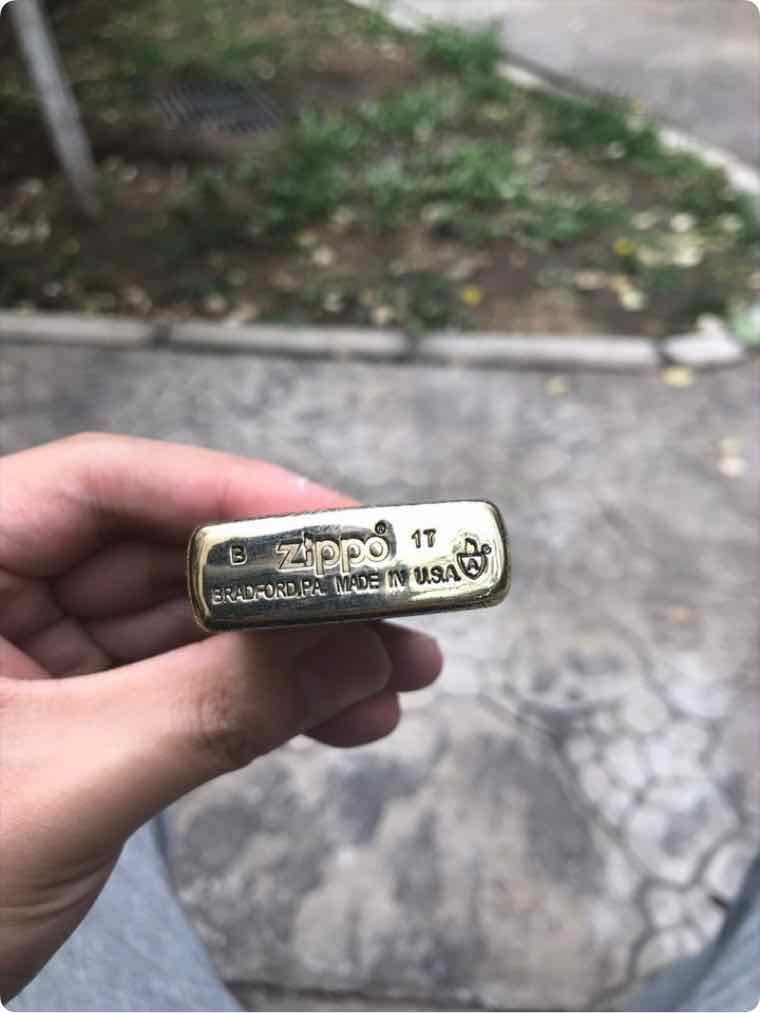 B zippo® 17
BRADFORD,PA. MADE IN U.S.A. A®